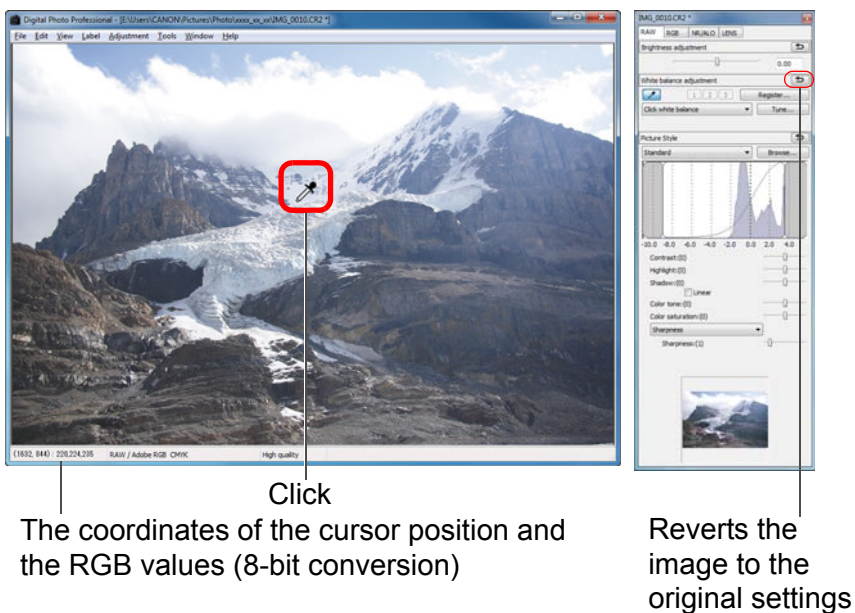 Digital Photo Professional - [E:\Users\CANON\Pictures\Photo\xxxx_xx_xx\IMG_0010.CR2 *]
File Edit View Label Adjustment Tools Window Help
(1632, 844) : 220,224,235 RAW / Adobe RGB CMYK High quality
Click
The coordinates of the cursor position and
the RGB values (8-bit conversion)
IMG_0010.CR2 *
RAW RGB NR/ALO LENS
Brightness adjustment
0.00
White balance adjustment
1 2 3 Register...
Click white balance Tune...
Picture Style
Standard Browse...
-10.0 -8.0 -6.0 -4.0 -2.0 0.0 2.0 4.0
Contrast:(0)
Highlight:(0)
Shadow:(0)
Linear
Color tone:(0)
Color saturation:(0)
Sharpness
Sharpness:(1)
Reverts the
image to the
original settings